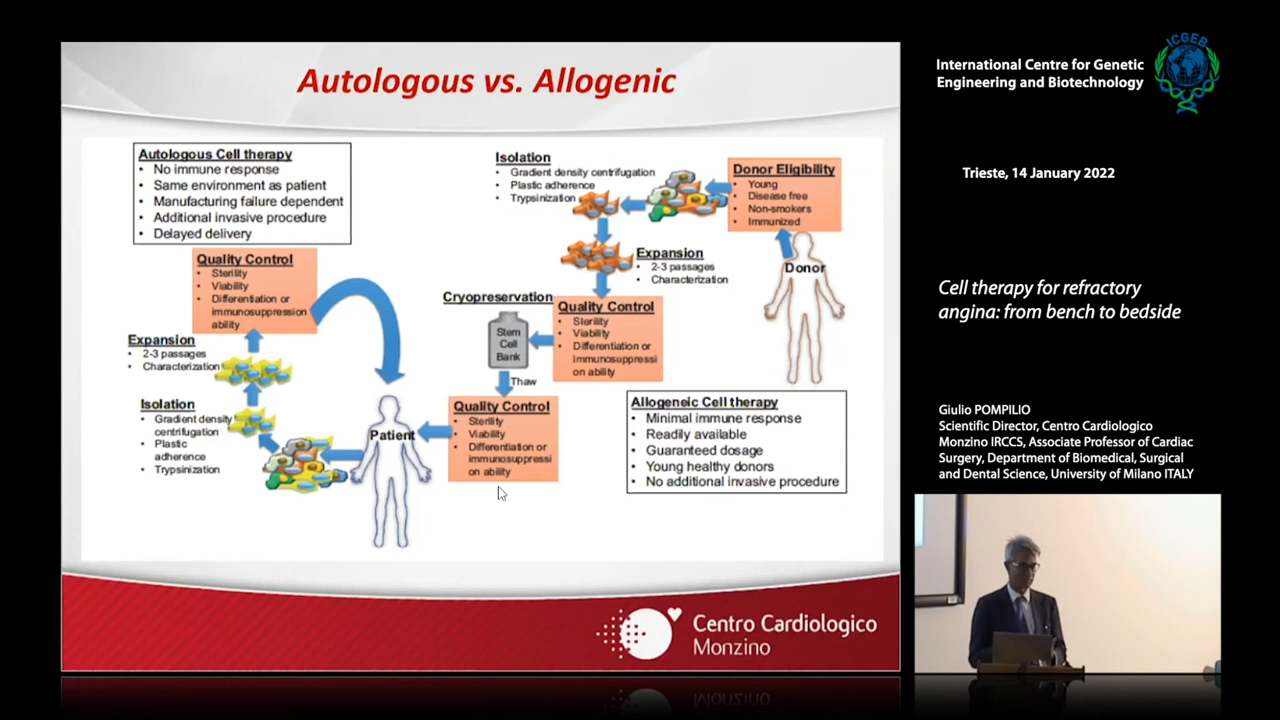 Autologous vs. Allogenic
Autologous Cell therapy
• No immune response
• Same environment as patient
• Manufacturing failure dependent
• Additional invasive procedure
• Delayed delivery
Quality Control
• Sterility
• Viability
• Differentiation or
immunosuppression
ability
Expansion
• 2-3 passages
• Characterization
Isolation
• Gradient density
centrifugation
• Plastic
adherence
• Trypsinization
Patient
Isolation
• Gradient density centrifugation
• Plastic adherence
• Trypsinization
Donor Eligibility
• Young
• Disease free
• Non-smokers
• Immunized
Donor
Expansion
• 2-3 passages
• Characterization
Cryopreservation
Stem
Cell
Bank
Thaw
Quality Control
• Sterility
• Viability
• Differentiation or
immunosuppressi
on ability
Quality Control
• Sterility
• Viability
• Differentiation or
immunosuppressi
on ability
Allogeneic Cell therapy
• Minimal immune response
• Readily available
• Guaranteed dosage
• Young healthy donors
• No additional invasive procedure
Centro Cardiologico
Monzino
International Centre for Genetic
Engineering and Biotechnology
ICGEB
Trieste, 14 January 2022
Cell therapy for refractory
angina: from bench to bedside
Giulio POMPILIO
Scientific Director, Centro Cardiologico
Monzino IRCCS, Associate Professor of Cardiac
Surgery, Department of Biomedical, Surgical
and Dental Science, University of Milano ITALY